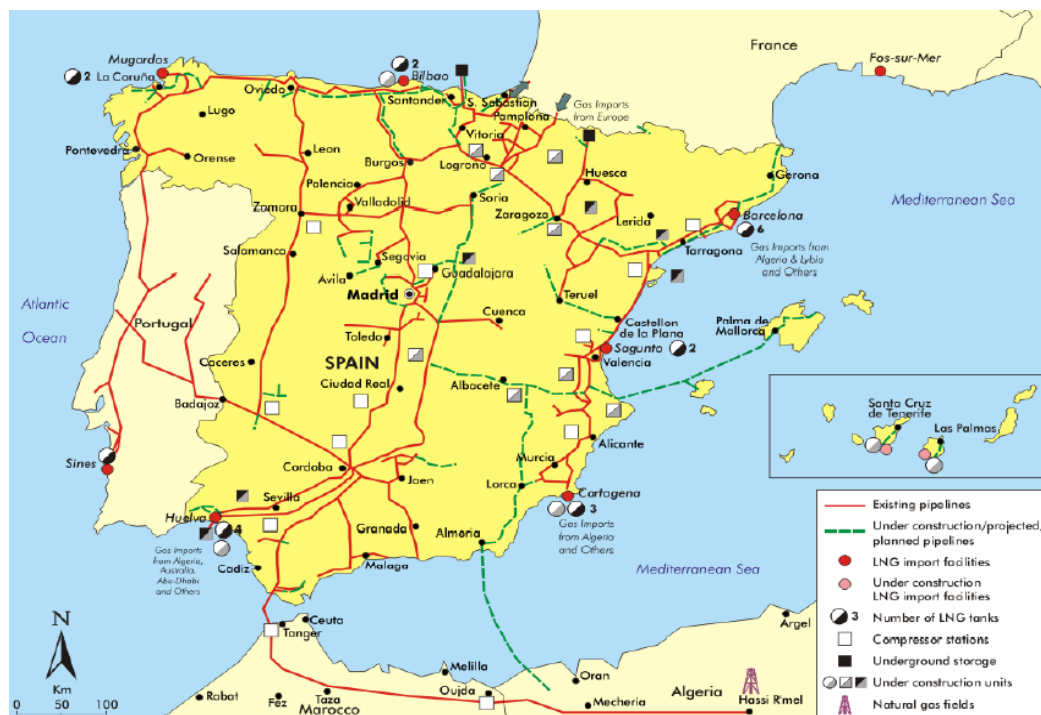 France
Fos-sur-Mer
Mugardos
2
La Coruña
2
Bilbao
Oviedo
Santander
S. Sebastian
Gas Imports
from Europe
Lugo
Pamplona
Vitoria
Pontevedra
Orense
Leon
Burgos
Logrono
Huesca
Gerona
Palencia
Mediterranean Sea
Zamora
Valladolid
Soria
Zaragoza
Lerida
Barcelona
6
Tarragona
Gas Imports from
Algeria & Lybia
and Others
Salamanca
Segovia
Avila
Guadalajara
Madrid
Teruel
Atlantic
Ocean
Portugal
Cuenca
Castellon
de la Plana
Palma de
Mallorca
Toledo
SPAIN
Sagunto
2
Valencia
Caceres
Ciudad Real
Albacete
Badajoz
Santa Cruz
de Tenerife
Las Palmas
Alicante
Sines
Cordoba
Murcia
Jaen
Lorca
Sevilla
Cartagena
3
Huelva
4
Granada
Almeria
Gas Imports
from Algeria
and Others
Gas Imports
from Algeria,
Australia,
Abu-Dhabi
and Others
Cadiz
Malaga
Mediterranean Sea
Existing pipelines
Under construction/projected,
planned pipelines
LNG import facilities
Under construction
LNG import facilities
3 Number of LNG tanks
Compressor stations
Underground storage
Under construction units
Natural gas fields
Ceuta
Tanger
Argel
N
Melilla
Oran
Km
Rabat
Fêz
Taza
Oujda
Mecheria
Algeria
Hassi R'mel
Marocco
0
50
100